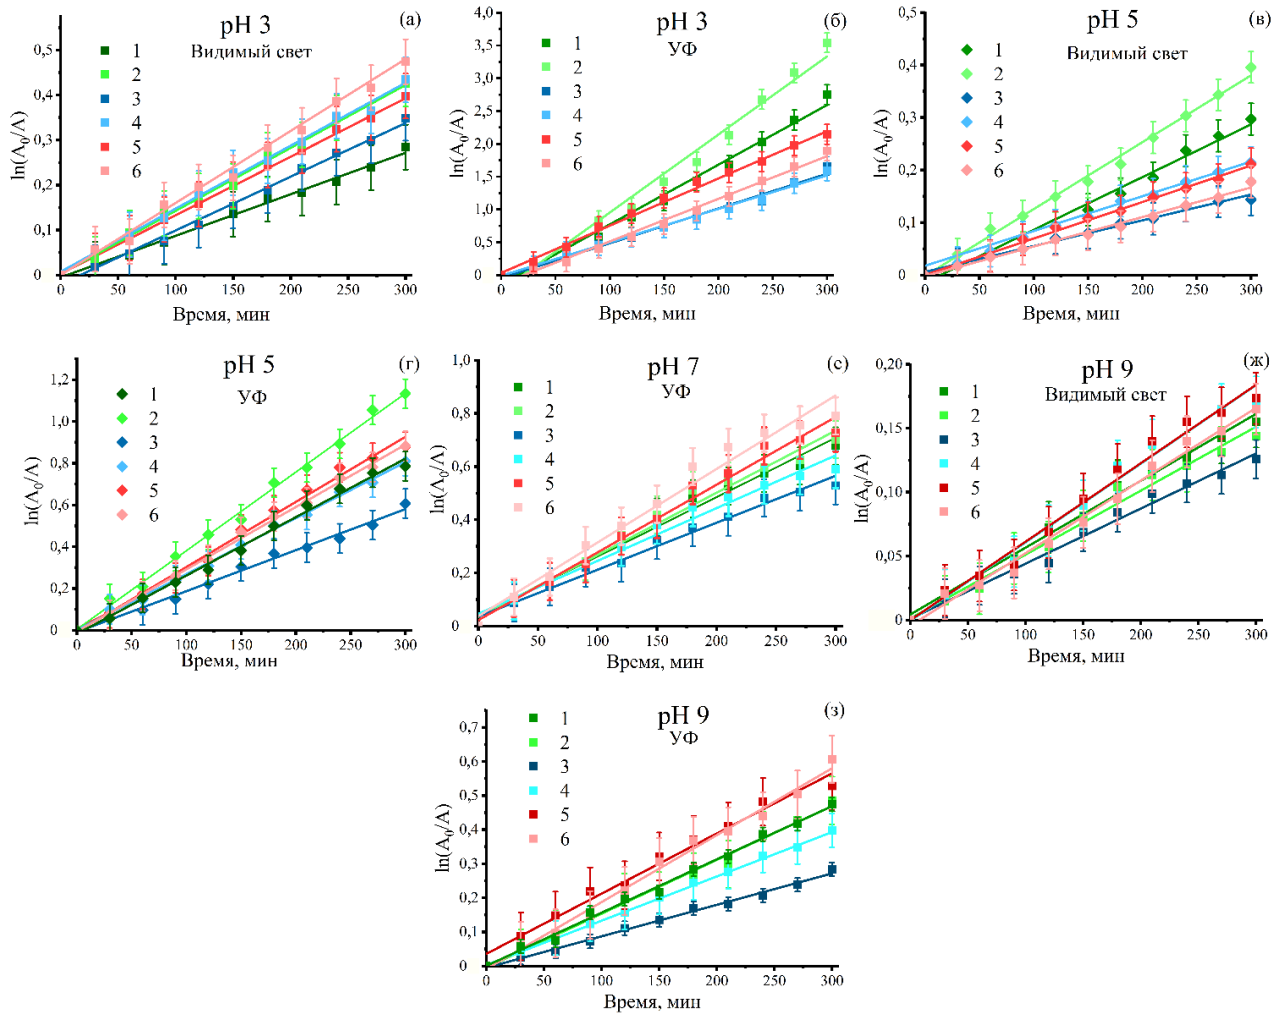 pH 3
(а)
Видимый свет
1
2
3
4
5
6
ln(A0/A)
0,5
0,4
0,3
0,2
0,1
0
0 50 100 150 200 250 300
Время, мин
pH 3
(б)
УФ
1
2
3
4
5
6
ln(A0/A)
4,0
3,5
3,0
2,5
2,0
1,5
1,0
0,5
0
0 50 100 150 200 250 300
Время, мин
pH 5
(в)
Видимый свет
1
2
3
4
5
6
ln(A0/A)
0,5
0,4
0,3
0,2
0,1
0
0 50 100 150 200 250 300
Время, мин
pH 5
(г)
УФ
1
2
3
4
5
6
ln(A0/A)
1,2
1,0
0,8
0,6
0,4
0,2
0
0 50 100 150 200 250 300
Время, мин
pH 7
(с)
УФ
1
2
3
4
5
6
ln(A0/A)
1,0
0,8
0,6
0,4
0,2
0
0 50 100 150 200 250 300
Время, мин
pH 9
(ж)
Видимый свет
1
2
3
4
5
6
ln(A0/A)
0,20
0,15
0,10
0,05
0
0 50 100 150 200 250 300
Время, мин
pH 9
(з)
УФ
1
2
3
4
5
6
ln(A0/A)
0,7
0,6
0,5
0,4
0,3
0,2
0,1
0
0 50 100 150 200 250 300
Время, мин